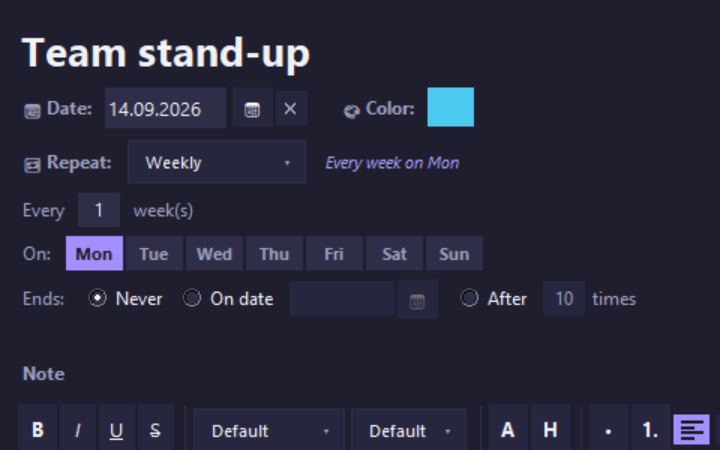 Team stand-up
Date: 14.09.2026 × Color:
Repeat: Weekly Every week on Mon
Every 1 week(s)
On: Mon Tue Wed Thu Fri Sat Sun
Ends: Never On date After 10 times
Note
B I U S Default Default A H • 1.